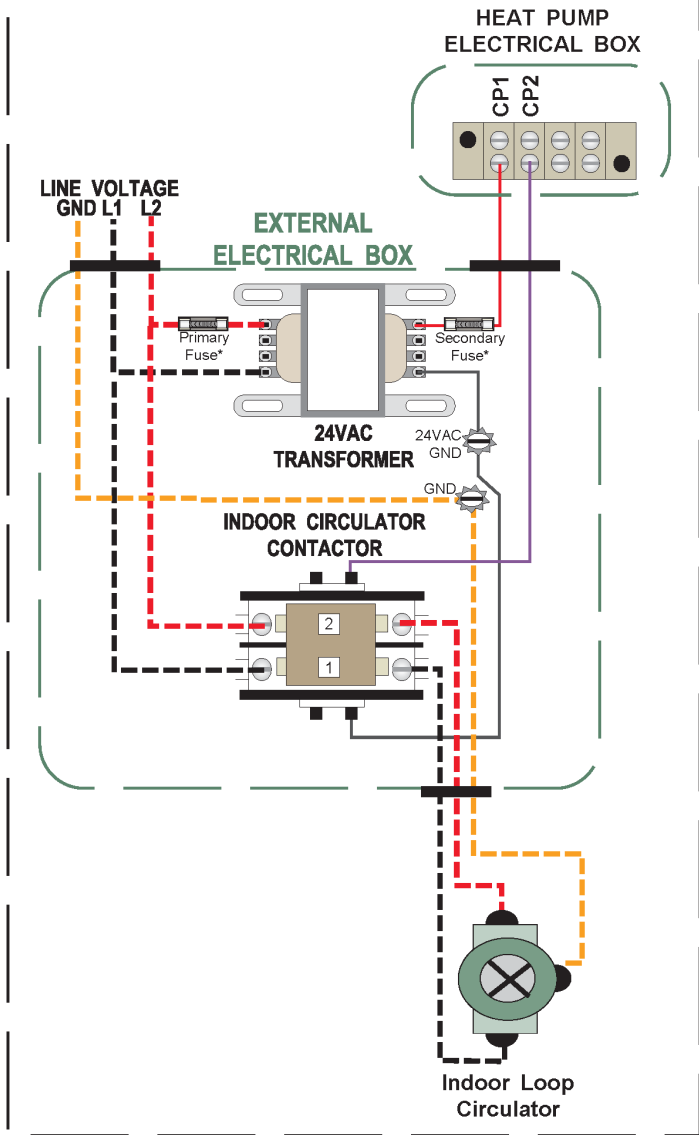 HEAT PUMP
ELECTRICAL BOX
CP1
CP2
LINE VOLTAGE
GND L1 L2
EXTERNAL
ELECTRICAL BOX
Primary
Fuse*
Secondary
Fuse*
24VAC
TRANSFORMER
24VAC
GND
GND
INDOOR CIRCULATOR
CONTACTOR
2
1
Indoor Loop
Circulator